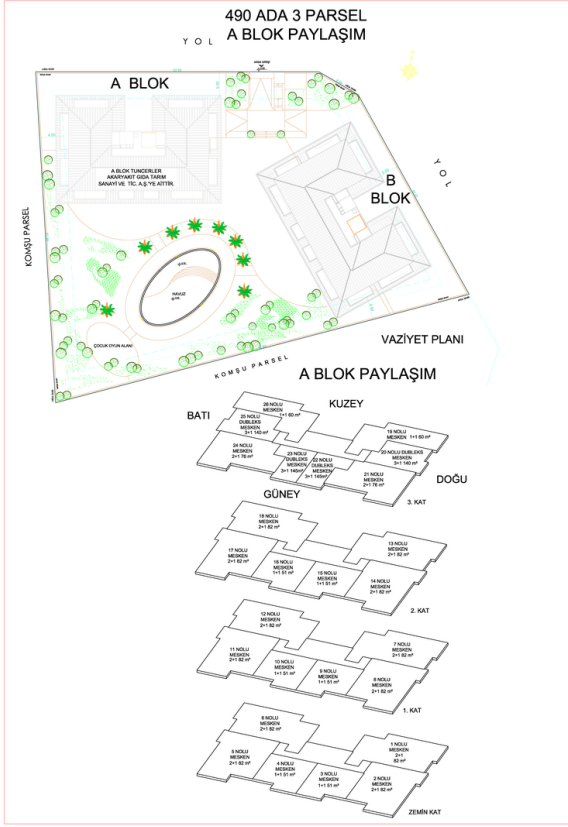 490 ADA 3 PARSEL
A BLOK PAYLAŞIM
YOL
A BLOK
A BLOK TUNCERLER
AKARYAKIT GIDA TARIM
SANAYİ VE TİC. A.Ş.'YE AİTTİR.
B
BLOK
YOL
KOMŞU PARSEL
HAVUZ
ÇOCUK OYUN ALANI
KOMŞU PARSEL
VAZİYET PLANI
A BLOK PAYLAŞIM
KUZEY
BATI
DOĞU
GÜNEY
26 NOLU
MESKEN
1+1 60 m²
25 NOLU
DUBLEKS
MESKEN
3+1 140 m²
24 NOLU
MESKEN
2+1 76 m²
23 NOLU
DUBLEKS
MESKEN
3+1 145m²
22 NOLU
DUBLEKS
MESKEN
3+1 145m²
19 NOLU
MESKEN 1+1 60 m²
20 NOLU DUBLEKS
MESKEN
3+1 140 m²
21 NOLU
MESKEN
2+1 76 m²
3. KAT
18 NOLU
MESKEN
2+1 82 m²
17 NOLU
MESKEN
2+1 82 m²
16 NOLU
MESKEN
1+1 51 m²
15 NOLU
MESKEN
1+1 51 m²
13 NOLU
MESKEN
2+1 82 m²
14 NOLU
MESKEN
2+1 82 m²
2. KAT
12 NOLU
MESKEN
2+1 82 m²
11 NOLU
MESKEN
2+1 82 m²
10 NOLU
MESKEN
1+1 51 m²
9 NOLU
MESKEN
1+1 51 m²
7 NOLU
MESKEN
2+1 82 m²
8 NOLU
MESKEN
2+1 82 m²
1. KAT
6 NOLU
MESKEN
2+1 82 m²
5 NOLU
MESKEN
2+1 82 m²
4 NOLU
MESKEN
1+1 51 m²
3 NOLU
MESKEN
1+1 51 m²
1 NOLU
MESKEN
2+1
82 m²
2 NOLU
MESKEN
2+1 82 m²
ZEMİN KAT